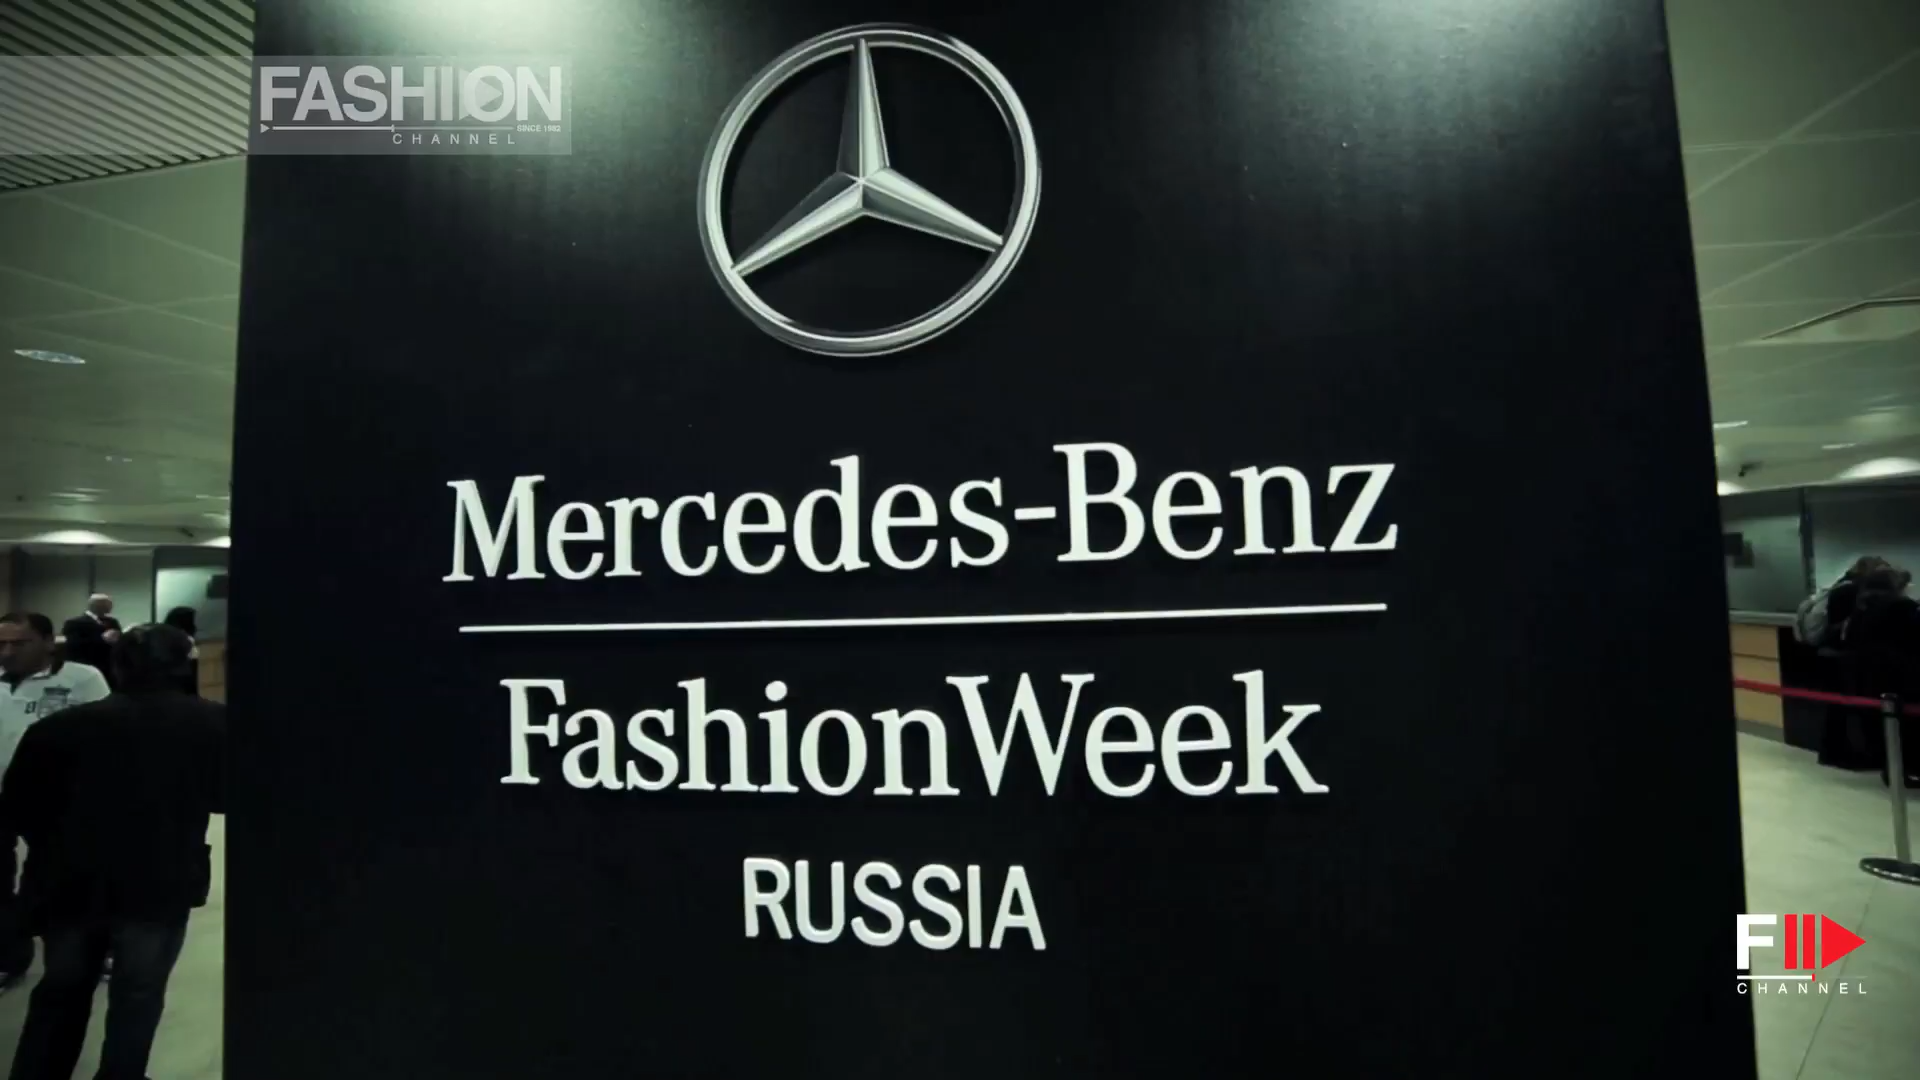 FASHION
SINCE 1982
CHANNEL
Mercedes-Benz
FashionWeek
RUSSIA
F
CHANNEL